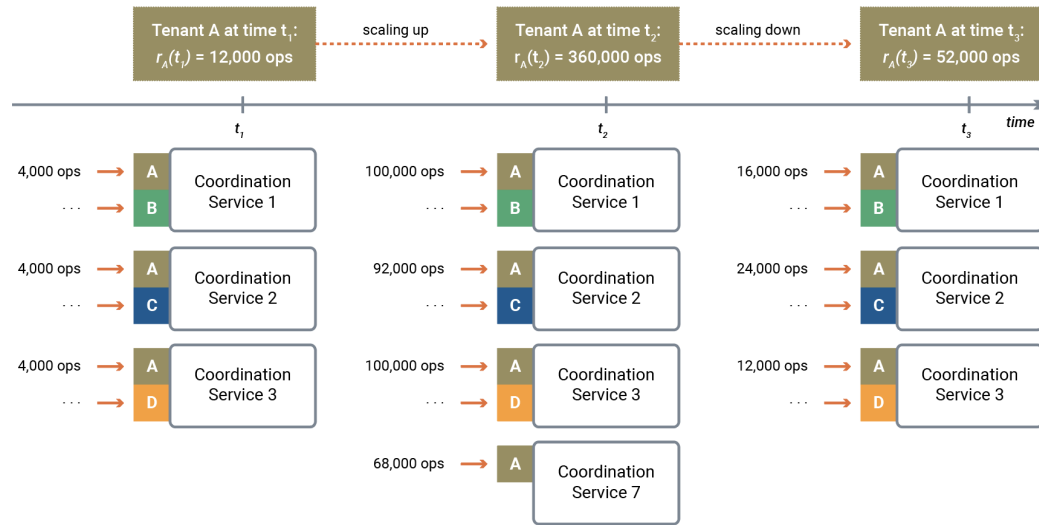 Tenant A at time t₁:
r_A(t₁) = 12,000 ops
scaling up
Tenant A at time t₂:
r_A(t₂) = 360,000 ops
scaling down
Tenant A at time t₃:
r_A(t₃) = 52,000 ops
t₁
t₂
t₃
time
4,000 ops
A
...
B
Coordination
Service 1
4,000 ops
A
...
C
Coordination
Service 2
4,000 ops
A
...
D
Coordination
Service 3
100,000 ops
A
...
B
Coordination
Service 1
92,000 ops
A
...
C
Coordination
Service 2
100,000 ops
A
...
D
Coordination
Service 3
68,000 ops
A
Coordination
Service 7
16,000 ops
A
...
B
Coordination
Service 1
24,000 ops
A
...
C
Coordination
Service 2
12,000 ops
A
...
D
Coordination
Service 3